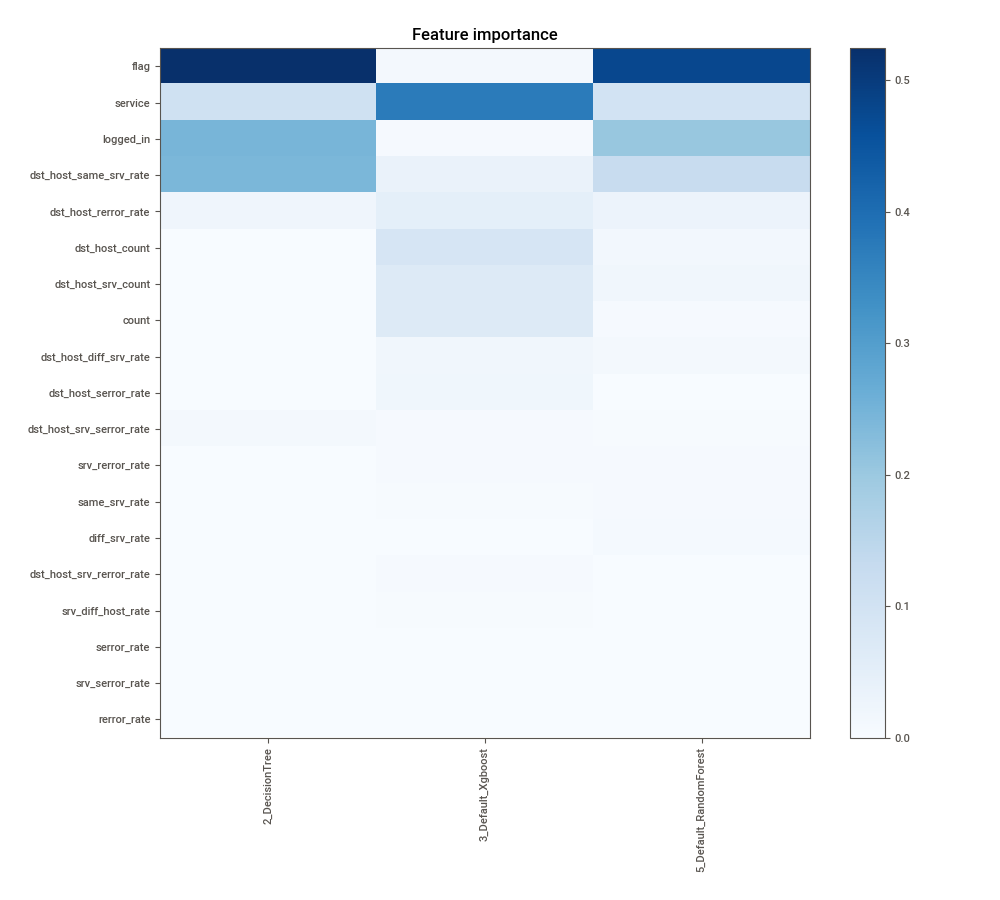 Feature importance
flag
service
logged_in
dst_host_same_srv_rate
dst_host_rerror_rate
dst_host_count
dst_host_srv_count
count
dst_host_diff_srv_rate
dst_host_serror_rate
dst_host_srv_serror_rate
srv_rerror_rate
same_srv_rate
diff_srv_rate
dst_host_srv_rerror_rate
srv_diff_host_rate
serror_rate
srv_serror_rate
rerror_rate
2_DecisionTree
3_Default_Xgboost
5_Default_RandomForest
0.5
0.4
0.3
0.2
0.1
0.0